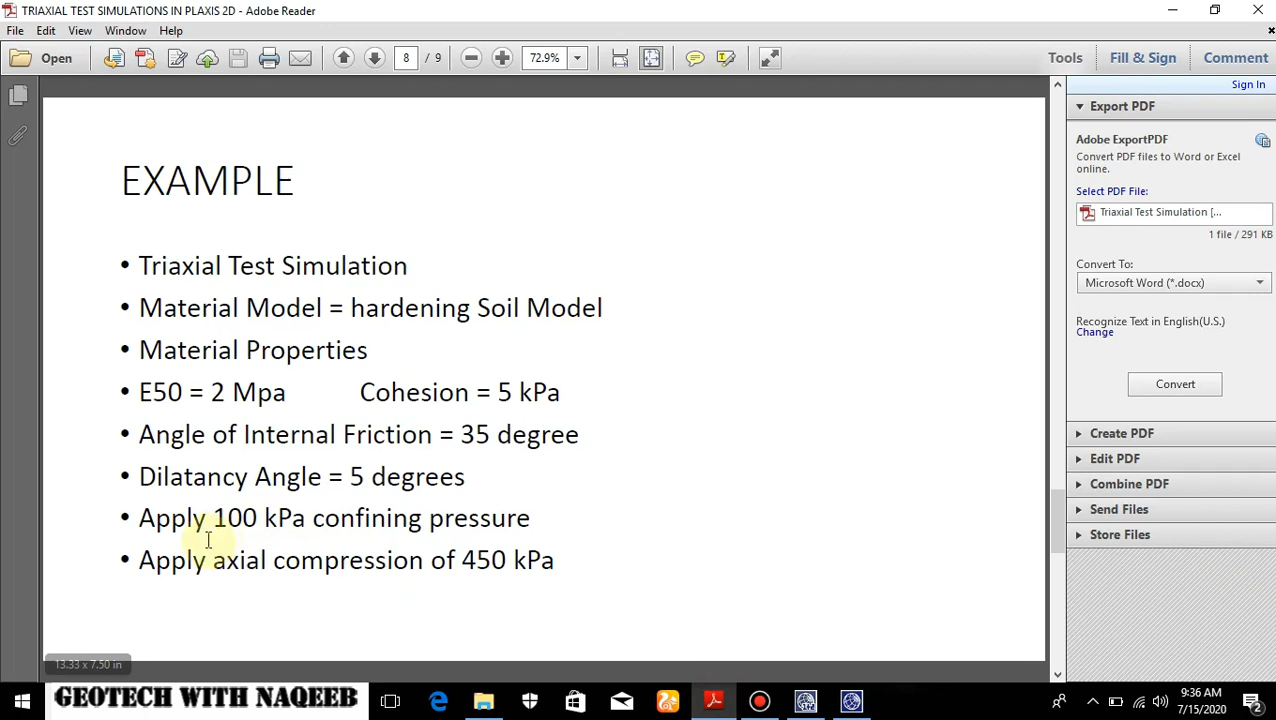 TRIAXIAL TEST SIMULATIONS IN PLAXIS 2D - Adobe Reader
File Edit View Window Help
Open 8 / 9 72.9% Tools Fill & Sign Comment
Sign In
Export PDF
Adobe ExportPDF
Convert PDF files to Word or Excel
online.
Select PDF File:
Triaxial Test Simulation [...
1 file / 291 KB
Convert To:
Microsoft Word (*.docx)
Recognize Text in English(U.S.)
Change
Convert
Create PDF
Edit PDF
Combine PDF
Send Files
Store Files
EXAMPLE
• Triaxial Test Simulation
• Material Model = hardening Soil Model
• Material Properties
• E50 = 2 Mpa Cohesion = 5 kPa
• Angle of Internal Friction = 35 degree
• Dilatancy Angle = 5 degrees
• Apply 100 kPa confining pressure
• Apply axial compression of 450 kPa
13.33 x 7.50 in
GEOTECH WITH NAQEEB
9:36 AM
7/15/2020
2